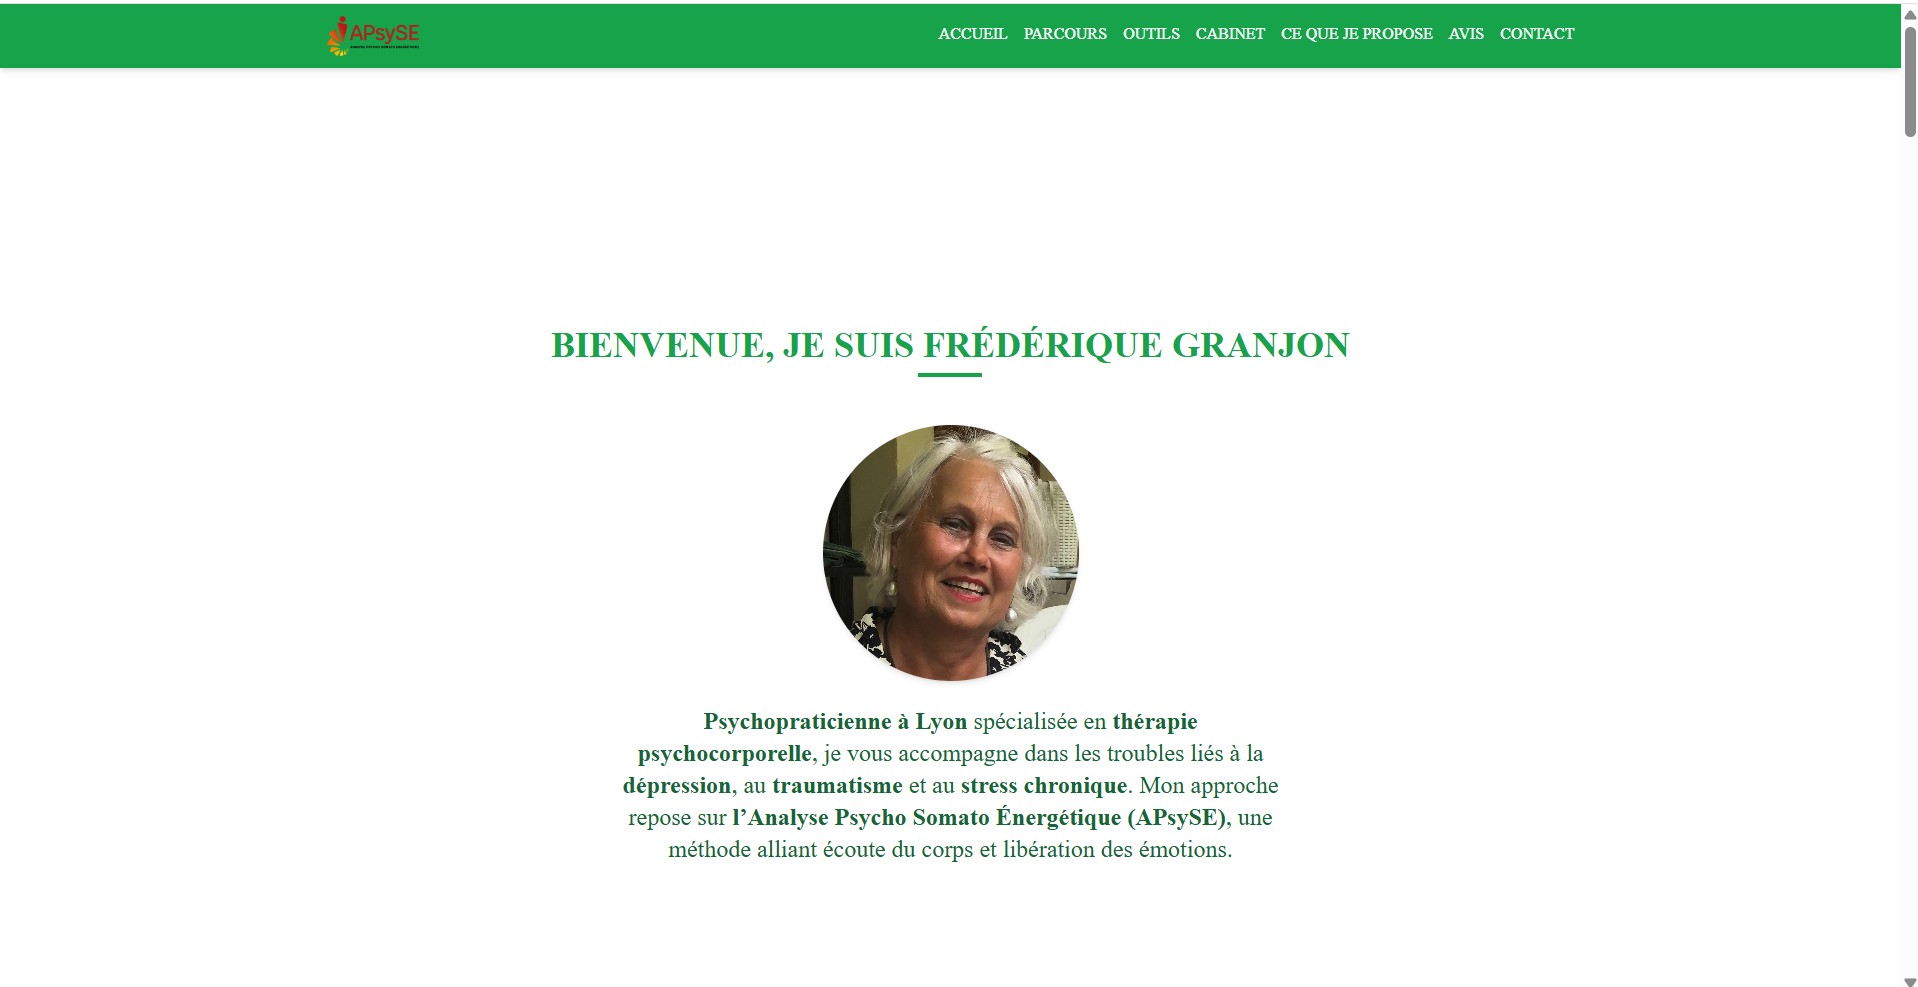 APsySE
ACCUEIL PARCOURS OUTILS CABINET CE QUE JE PROPOSE AVIS CONTACT
BIENVENUE, JE SUIS FRÉDÉRIQUE GRANJON
Psychopraticienne à Lyon spécialisée en thérapie
psychocorporelle, je vous accompagne dans les troubles liés à la
dépression, au traumatisme et au stress chronique. Mon approche
repose sur l’Analyse Psycho Somato Énergétique (APsySE), une
méthode alliant écoute du corps et libération des émotions.